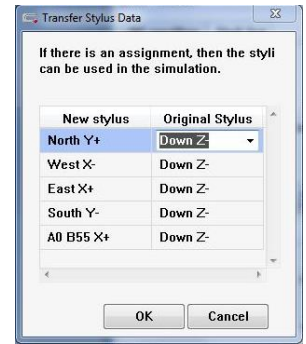 Transfer Stylus Data
If there is an assignment, then the styli
can be used in the simulation.
New stylus Original Stylus
North Y+ Down Z-
West X- Down Z-
East X+ Down Z-
South Y- Down Z-
A0 B55 X+ Down Z-
OK Cancel